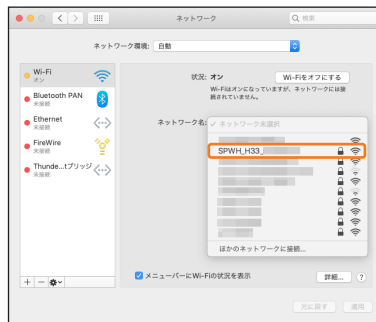 ネットワーク
検索
ネットワーク環境: 自動
Wi-Fi
オン
Bluetooth PAN
未接続
Ethernet
未接続
FireWire
未接続
Thunde...tブリッジ
未接続
状況: オン
Wi-Fiをオフにする
Wi-Fiはオンになっていますが、ネットワークには接
続されていません。
ネットワーク名:
✓ ネットワーク未選択
SPWH_H33_
ほかのネットワークに接続...
メニューバーにWi-Fiの状況を表示
詳細...
?
元に戻す
適用